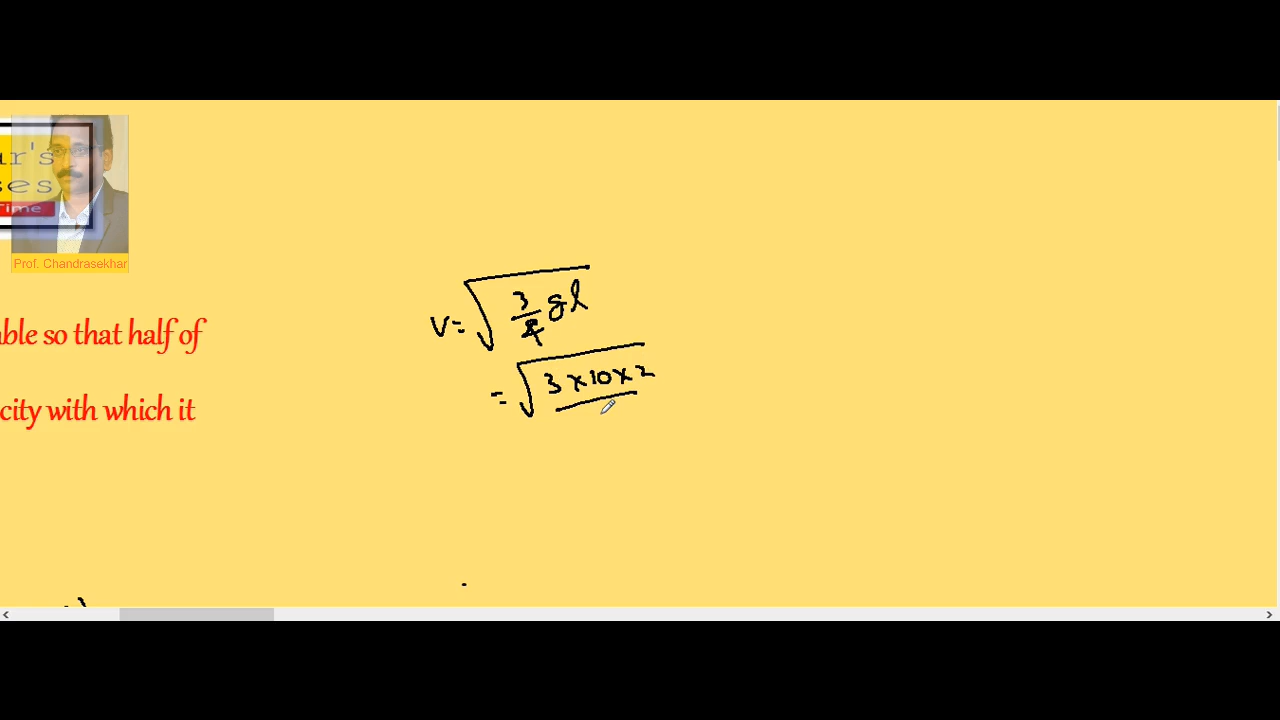 ur's
ses
Time
Prof. Chandrasekhar
able so that half of
city with which it
v=√(3/4 gl)
=√(3×10×2